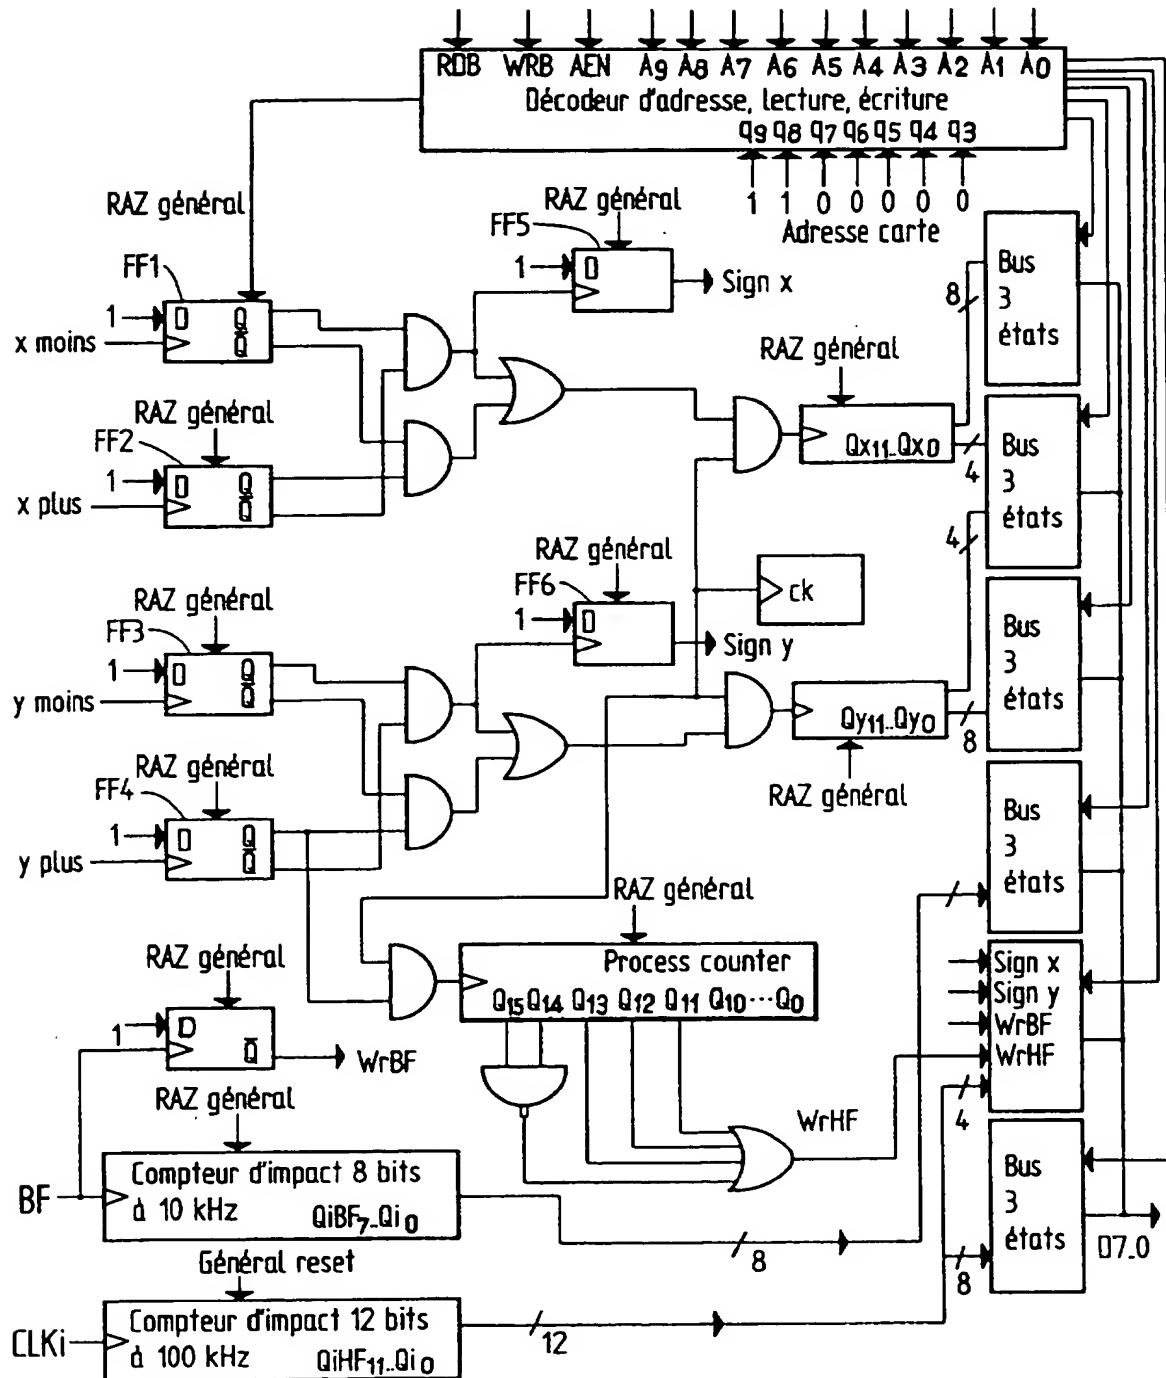 RDB WRB AEN A9 A8 A7 A6 A5 A4 A3 A2 A1 A0
Décodeur d'adresse, lecture, écriture
q9 q8 q7 q6 q5 q4 q3
1 1 0 0 0 0 0
Adresse carte
RAZ général
FF1
1
D Q
Q̅
x moins
RAZ général
FF5
1
D
Sign x
RAZ général
FF2
1
D Q
Q̅
x plus
RAZ général
Qx11..Qx0
8
4
Bus
3
états
Bus
3
états
RAZ général
FF6
1
D
Sign y
ck
4
RAZ général
FF3
1
D Q
Q̅
y moins
Qy11..Qy0
8
RAZ général
Bus
3
états
RAZ général
FF4
1
D Q
Q̅
y plus
Bus
3
états
RAZ général
Process counter
Q15 Q14 Q13 Q12 Q11 Q10...Q0
RAZ général
1
D
Q̅
WrBF
Sign x
Sign y
WrBF
WrHF
4
WrHF
RAZ général
BF
Compteur d'impact 8 bits
à 10 kHz QiBF7..Qi0
8
Bus
3
états
8
D7..0
Général reset
CLKi
Compteur d'impact 12 bits
à 100 kHz QiHF11..Qi0
12